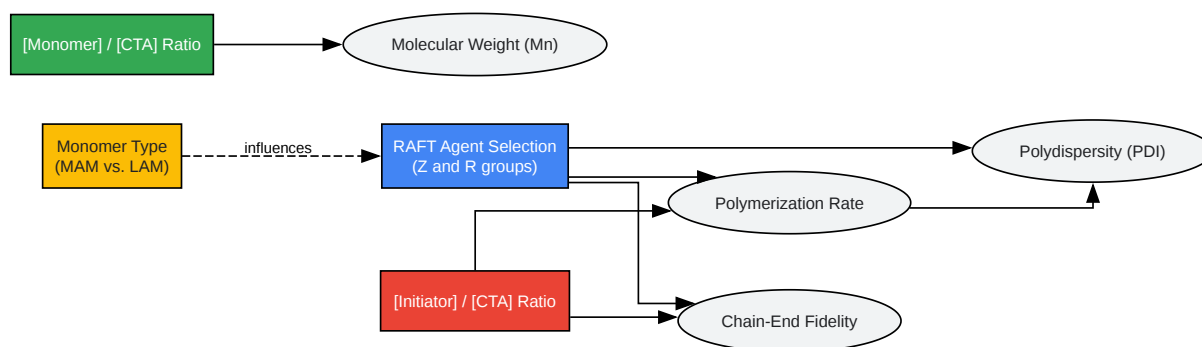 [Monomer] / [CTA] Ratio
Molecular Weight (Mn)
Monomer Type
(MAM vs. LAM)
influences
RAFT Agent Selection
(Z and R groups)
Polydispersity (PDI)
Polymerization Rate
[Initiator] / [CTA] Ratio
Chain-End Fidelity